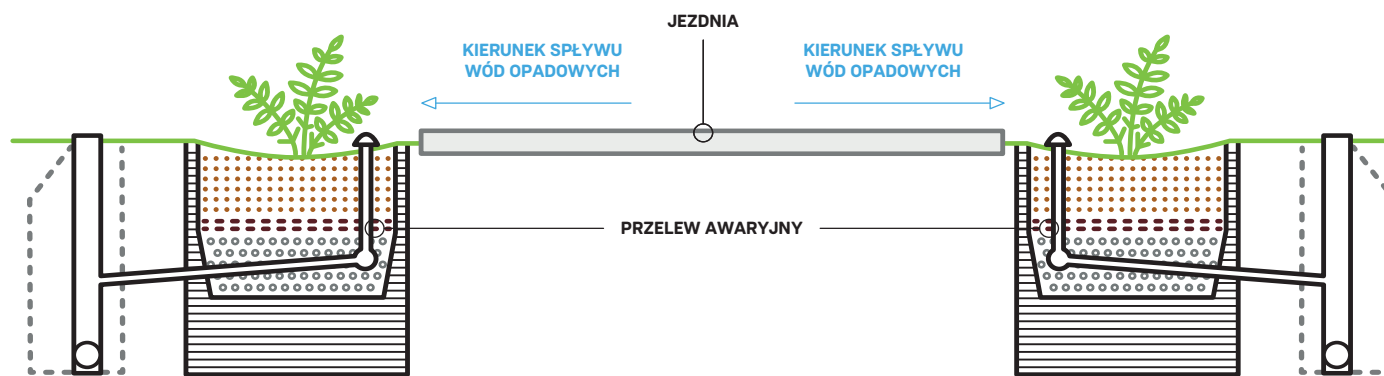 JEZDNIA
KIERUNEK SPŁYWU
WÓD OPADOWYCH
KIERUNEK SPŁYWU
WÓD OPADOWYCH
PRZELEW AWARYJNY